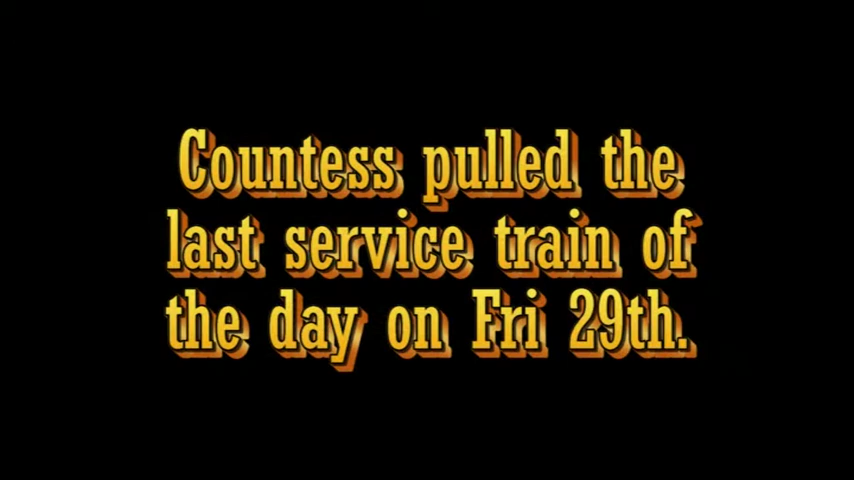 Countess pulled the
last service train of
the day on Fri 29th.